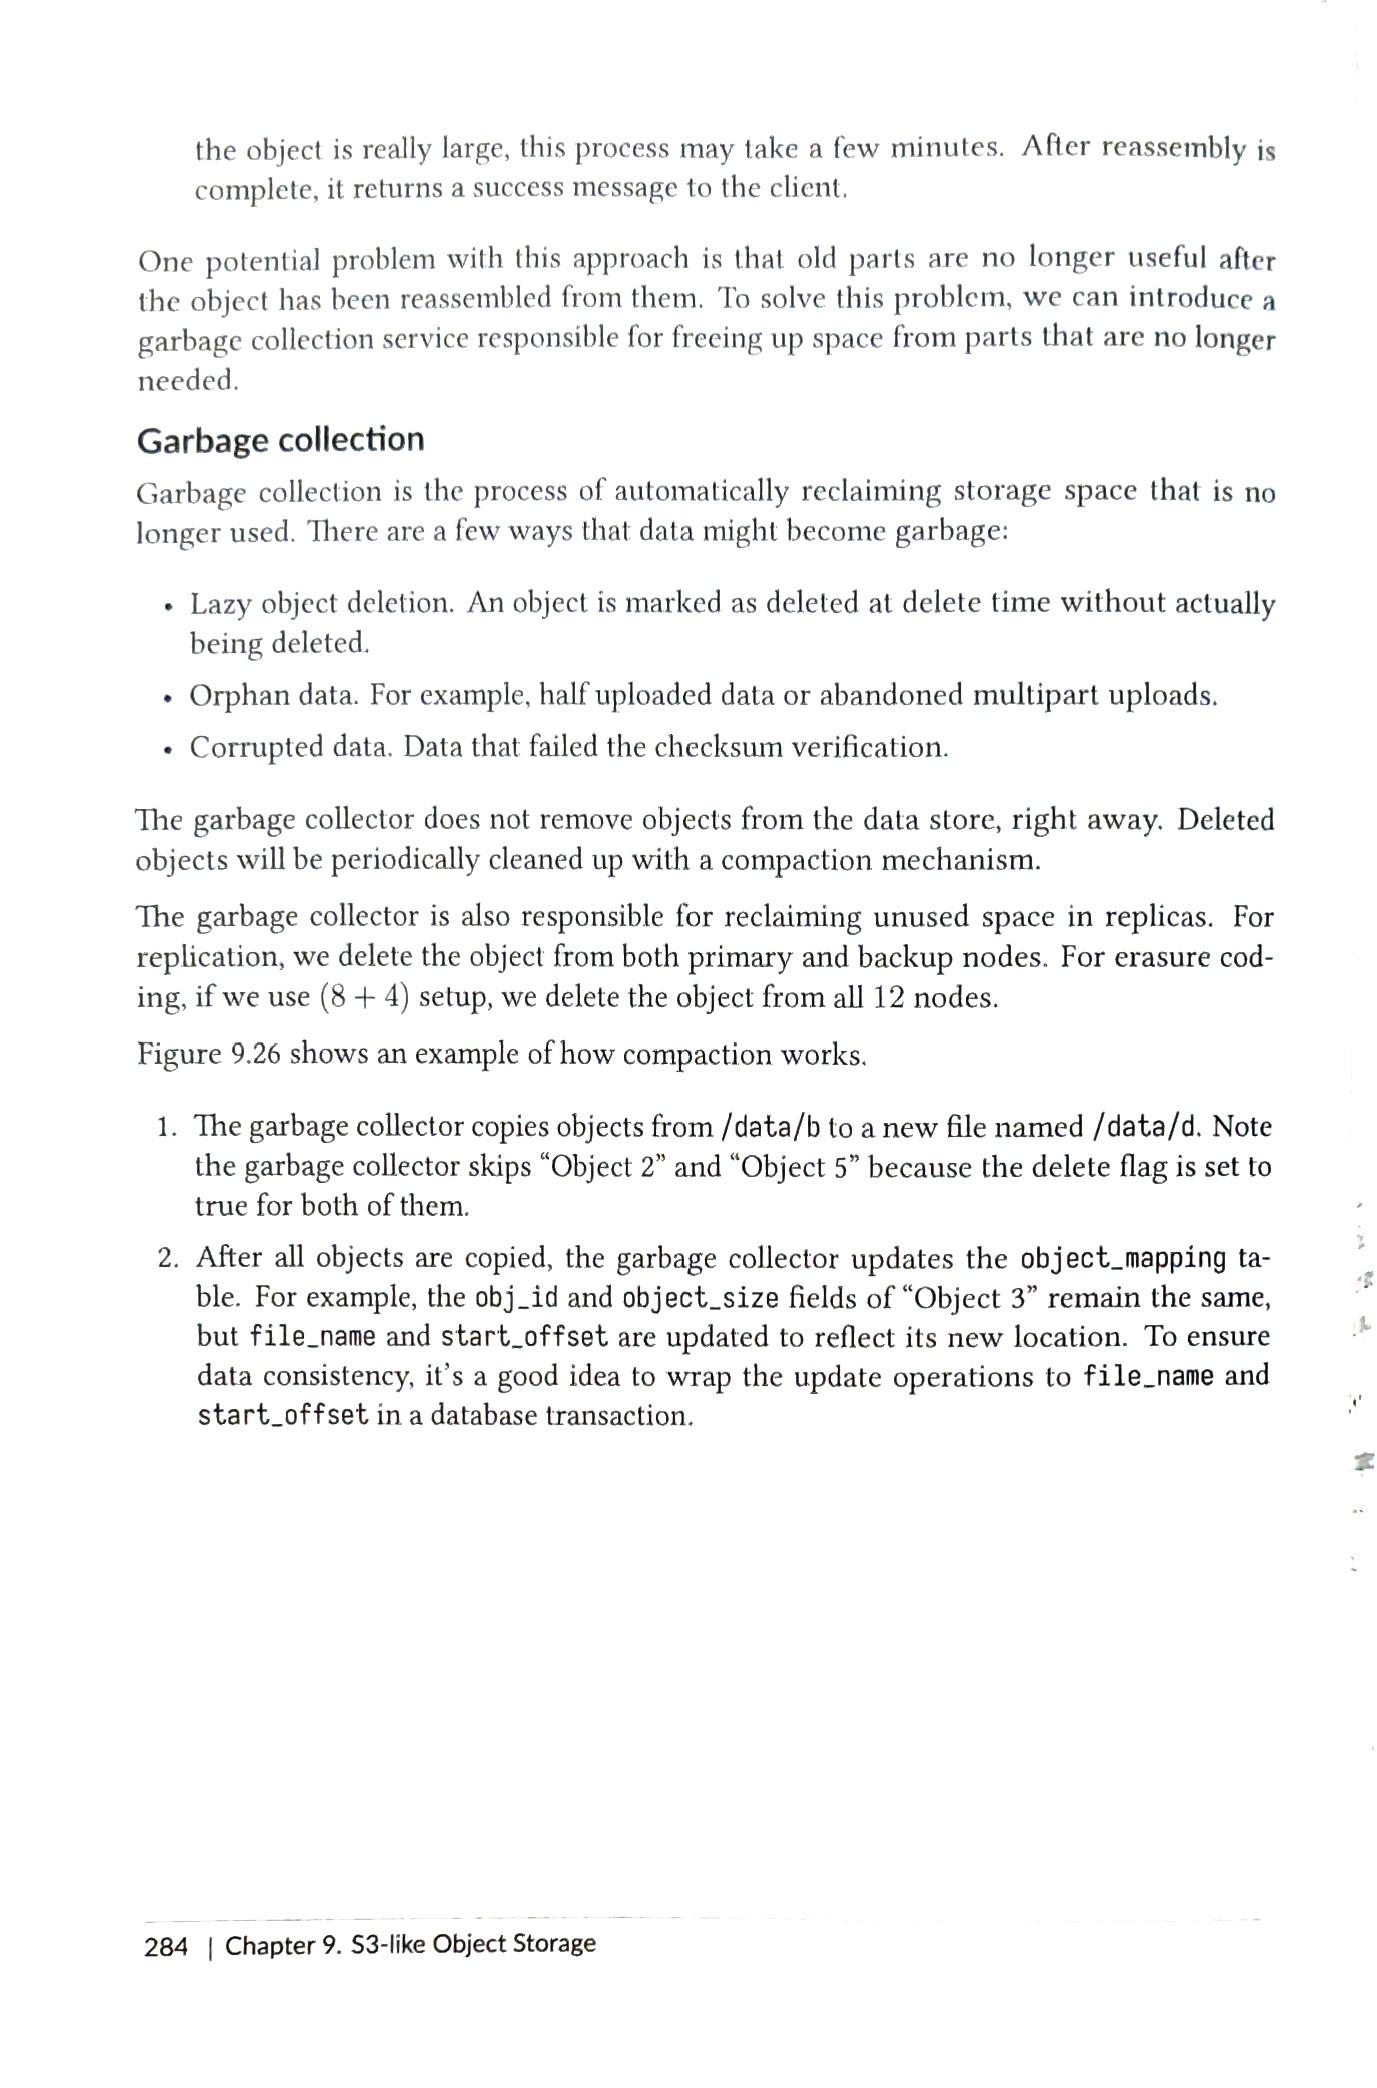 the object is really large, this process may take a few minutes. After reassembly is
complete, it returns a success message to the client.
One potential problem with this approach is that old parts are no longer useful after
the object has been reassembled from them. To solve this problem, we can introduce a
garbage collection service responsible for freeing up space from parts that are no longer
needed.
Garbage collection
Garbage collection is the process of automatically reclaiming storage space that is no
longer used. There are a few ways that data might become garbage:
• Lazy object deletion. An object is marked as deleted at delete time without actually
being deleted.
• Orphan data. For example, half uploaded data or abandoned multipart uploads.
• Corrupted data. Data that failed the checksum verification.
The garbage collector does not remove objects from the data store, right away. Deleted
objects will be periodically cleaned up with a compaction mechanism.
The garbage collector is also responsible for reclaiming unused space in replicas. For
replication, we delete the object from both primary and backup nodes. For erasure cod-
ing, if we use (8 + 4) setup, we delete the object from all 12 nodes.
Figure 9.26 shows an example of how compaction works.
1. The garbage collector copies objects from /data/b to a new file named /data/d. Note
the garbage collector skips “Object 2” and “Object 5” because the delete flag is set to
true for both of them.
2. After all objects are copied, the garbage collector updates the object_mapping ta-
ble. For example, the obj_id and object_size fields of “Object 3” remain the same,
but file_name and start_offset are updated to reflect its new location. To ensure
data consistency, it’s a good idea to wrap the update operations to file_name and
start_offset in a database transaction.
284 | Chapter 9. S3-like Object Storage